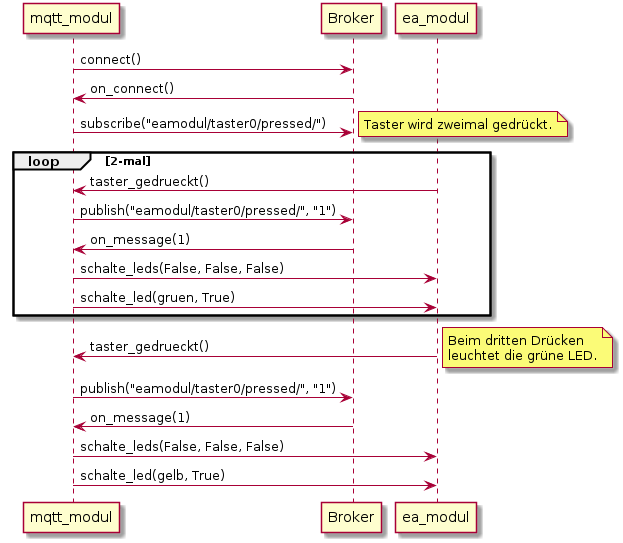 mqtt_modul
Broker
ea_modul
connect()
on_connect()
subscribe("eamodul/taster0/pressed/")
Taster wird zweimal gedrückt.
loop
[2-mal]
taster_gedrueckt()
publish("eamodul/taster0/pressed/", "1")
on_message(1)
schalte_leds(False, False, False)
schalte_led(gruen, True)
taster_gedrueckt()
Beim dritten Drücken
leuchtet die grüne LED.
publish("eamodul/taster0/pressed/", "1")
on_message(1)
schalte_leds(False, False, False)
schalte_led(gelb, True)
mqtt_modul
Broker
ea_modul